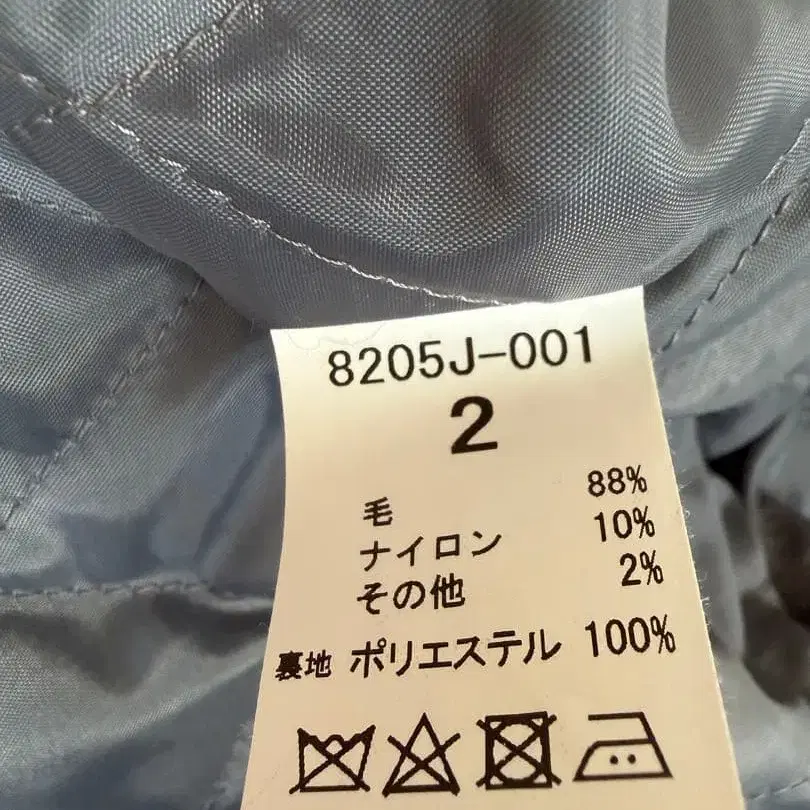 8205J-001
2
毛 88%
ナイロン 10%
その他 2%
裏地 ポリエステル 100%